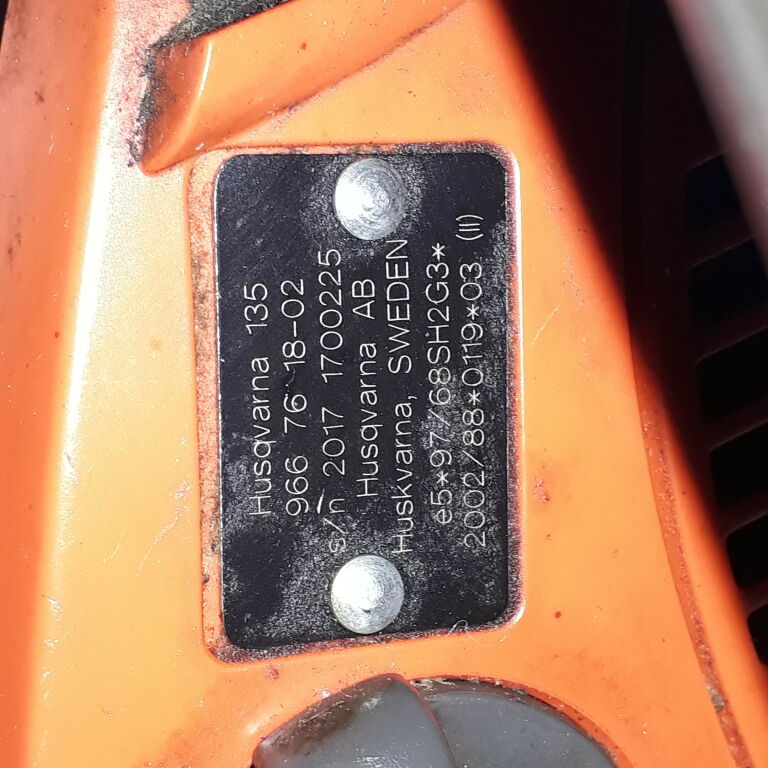 Husqvarna 135
966 76 18-02
s/n 2017 1700225
Husqvarna AB
Huskvarna, SWEDEN
e5*97/68SH2G3*
2002/88*0119*03 (II)